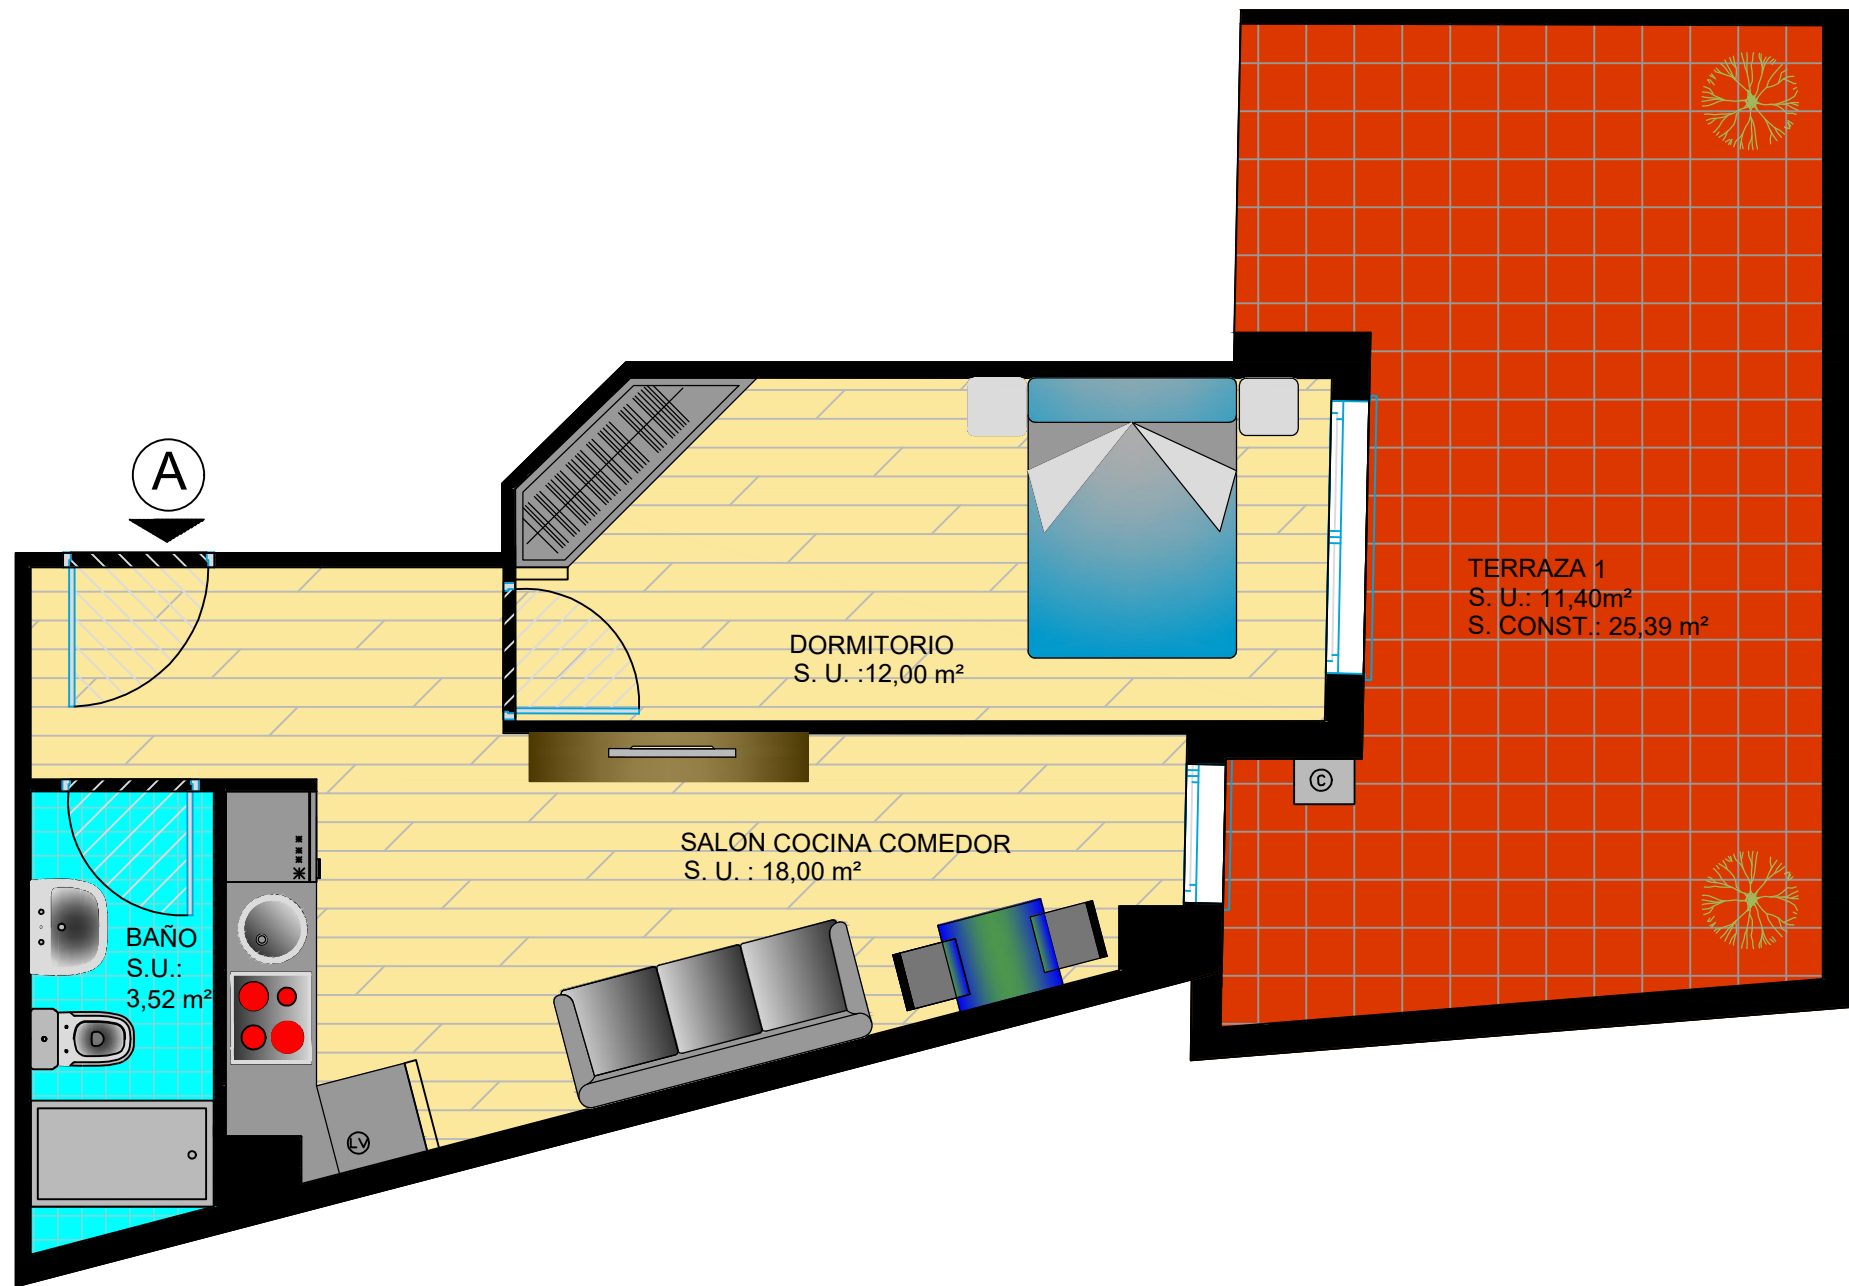 A
TERRAZA 1
S. U.: 11,40m²
S. CONST.: 25,39 m²
DORMITORIO
S. U. :12,00 m²
C
SALON COCINA COMEDOR
S. U. : 18,00 m²
BAÑO
S.U.:
3,52 m²
LV